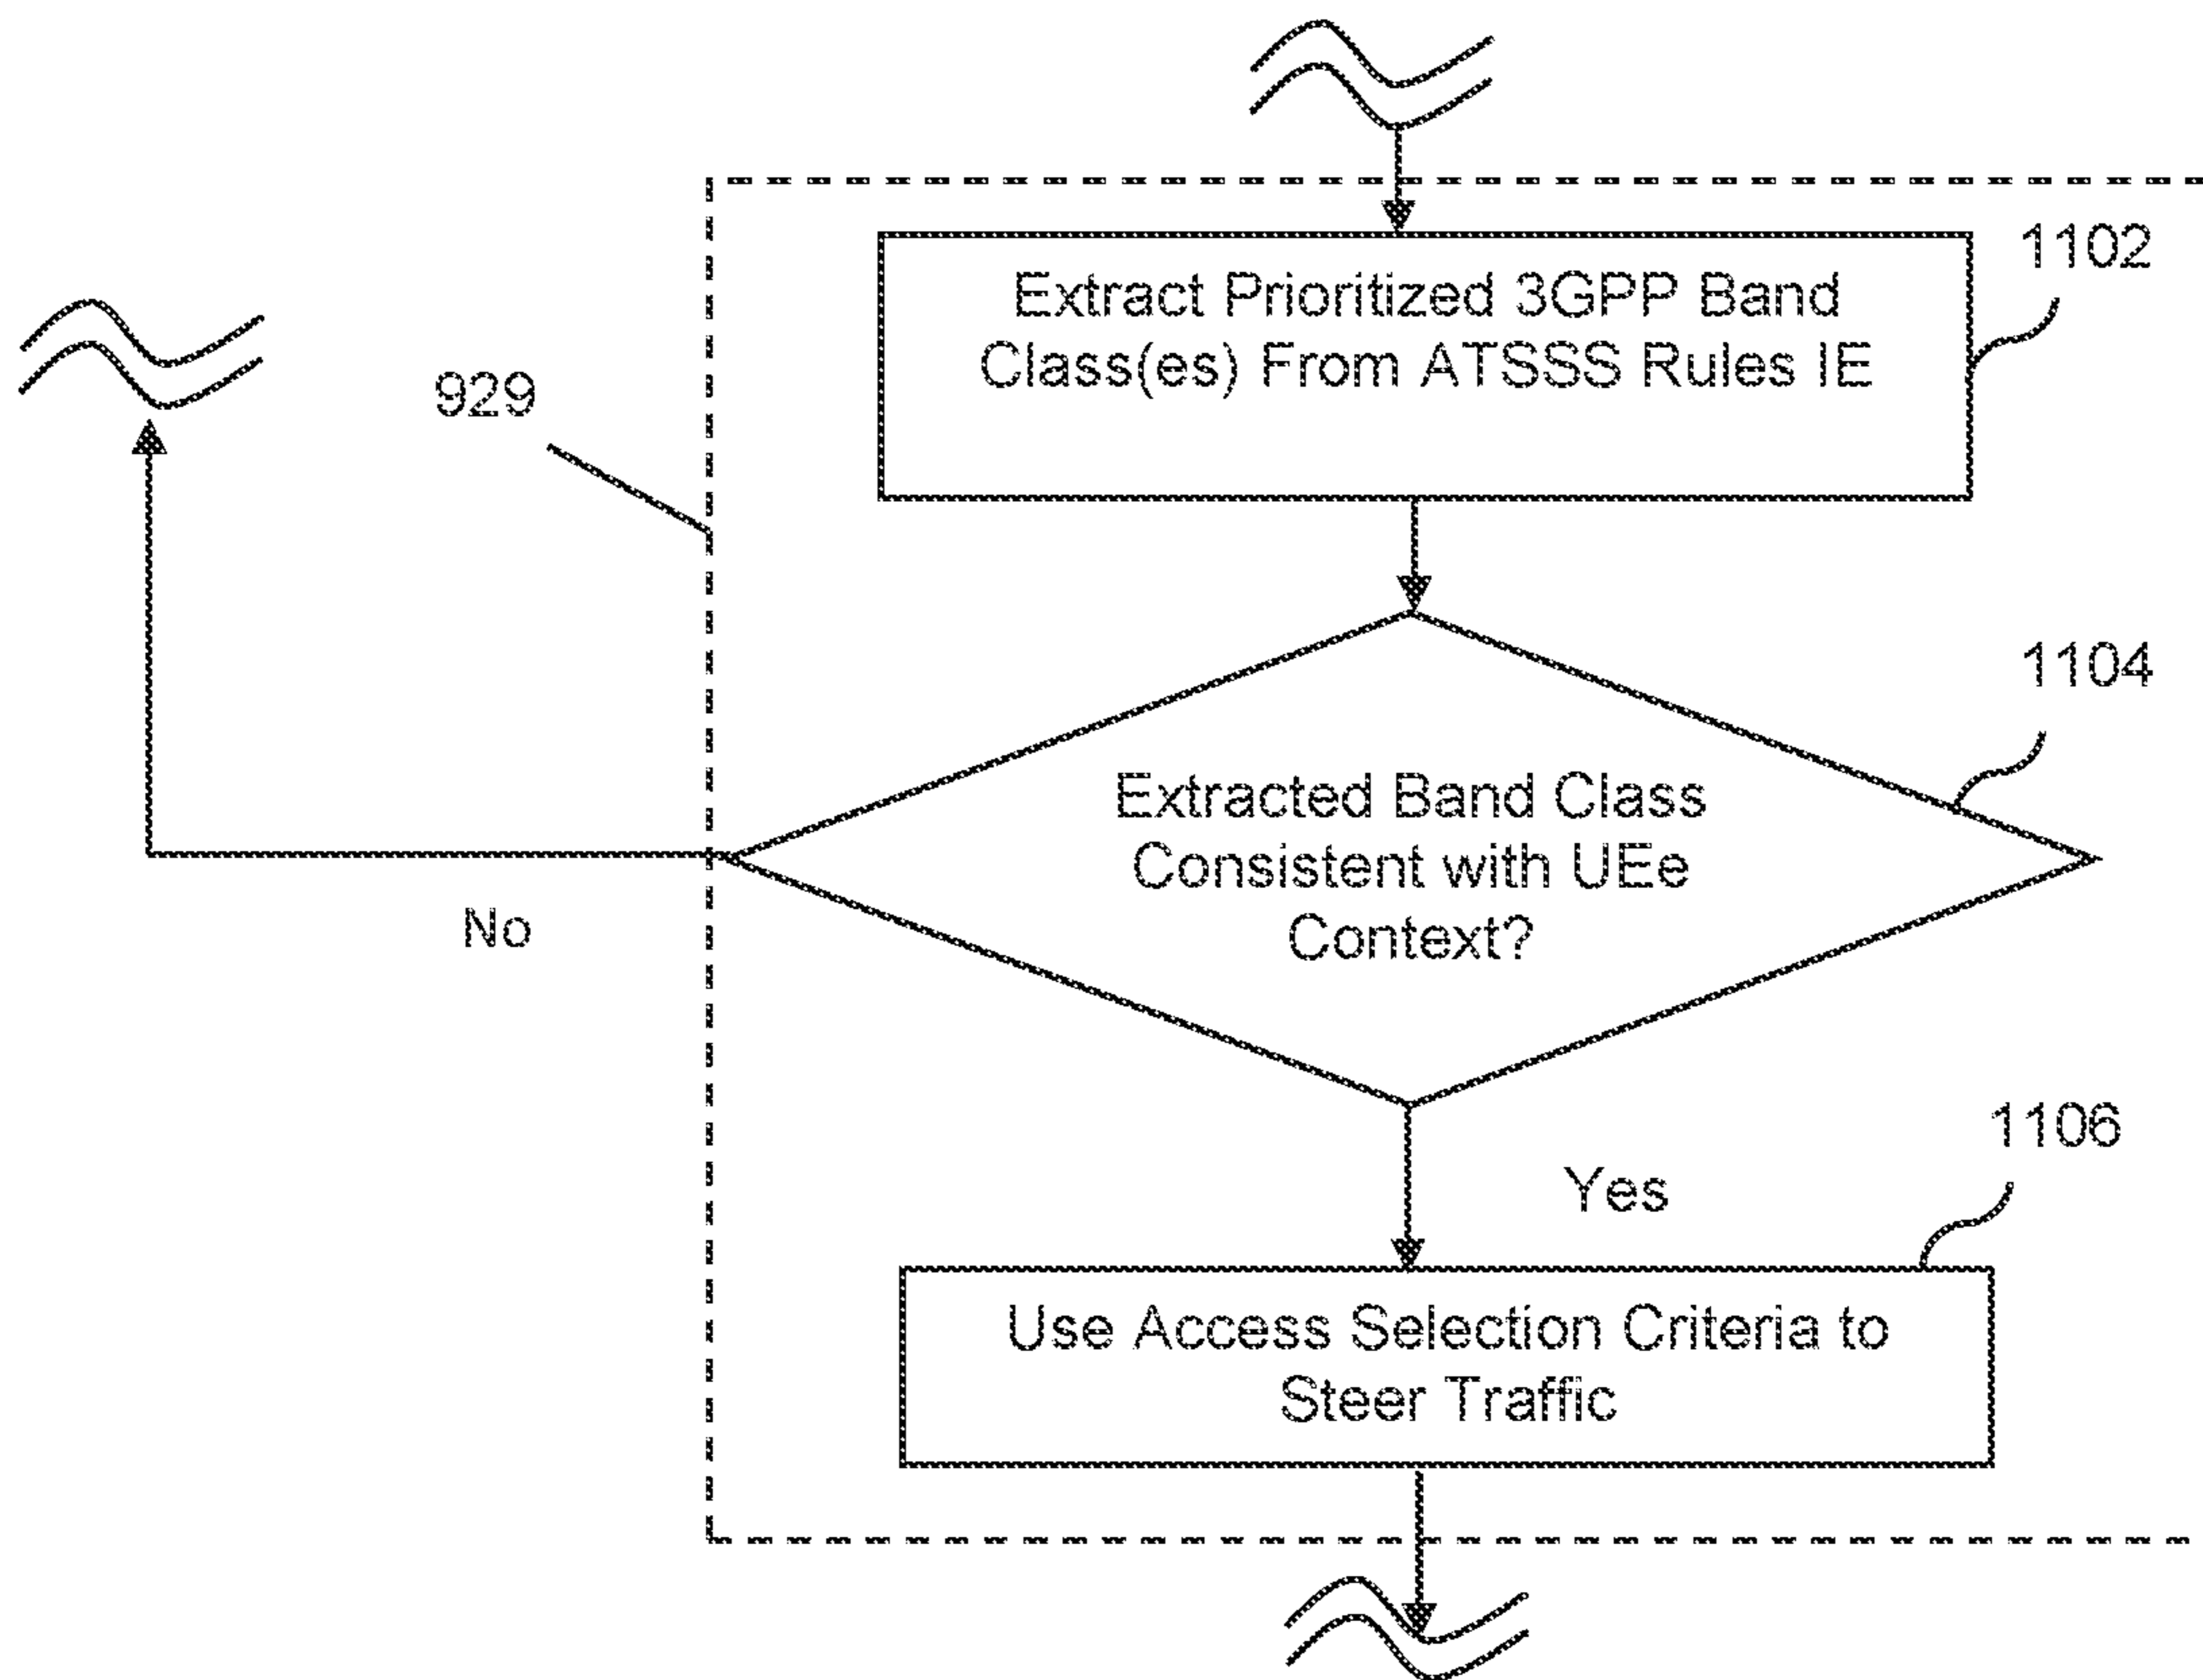 1102
Extract Prioritized 3GPP Band
Class(es) From ATSSS Rules IE
929
1104
Extracted Band Class
Consistent with UEe
Context?
No
1106
Yes
Use Access Selection Criteria to
Steer Traffic